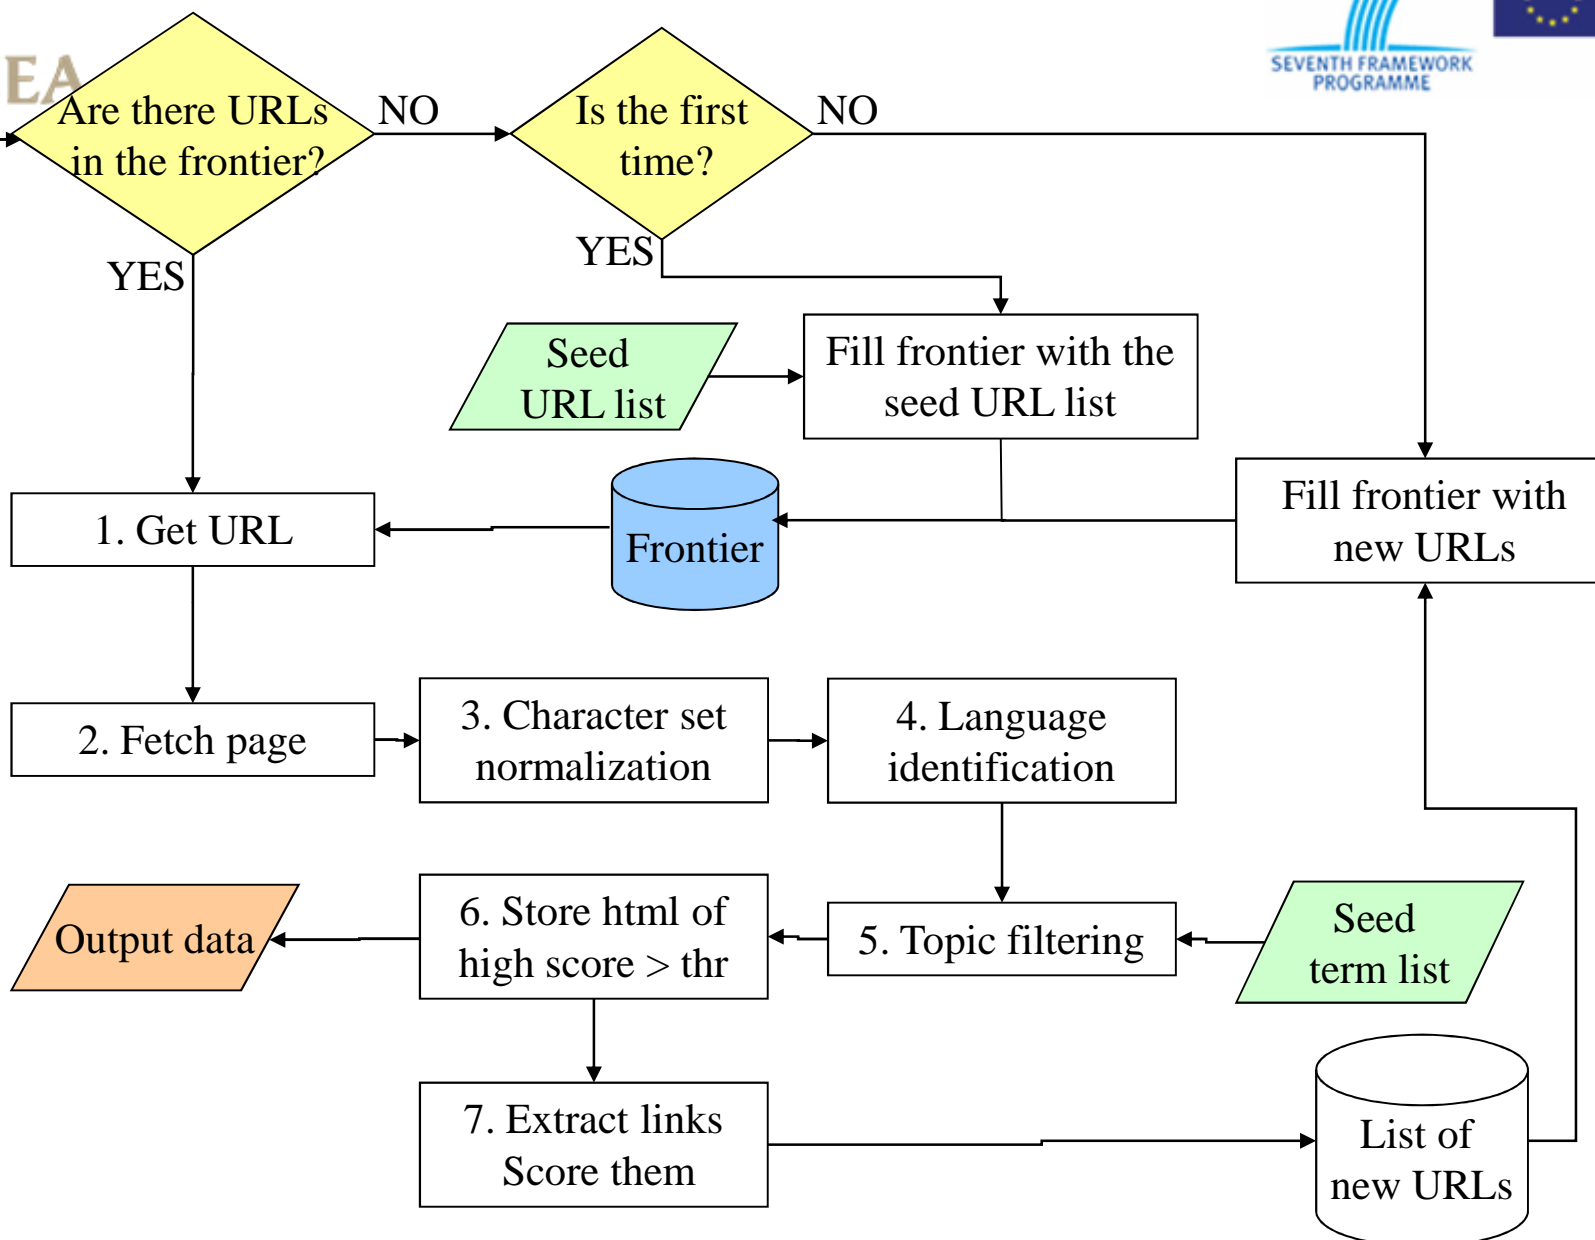 EA
SEVENTH FRAMEWORK
PROGRAMME
Are there URLs
in the frontier?
NO
Is the first
time?
NO
YES
YES
Seed
URL list
Fill frontier with the
seed URL list
1. Get URL
Frontier
Fill frontier with
new URLs
2. Fetch page
3. Character set
normalization
4. Language
identification
Output data
6. Store html of
high score > thr
5. Topic filtering
Seed
term list
7. Extract links
Score them
List of
new URLs